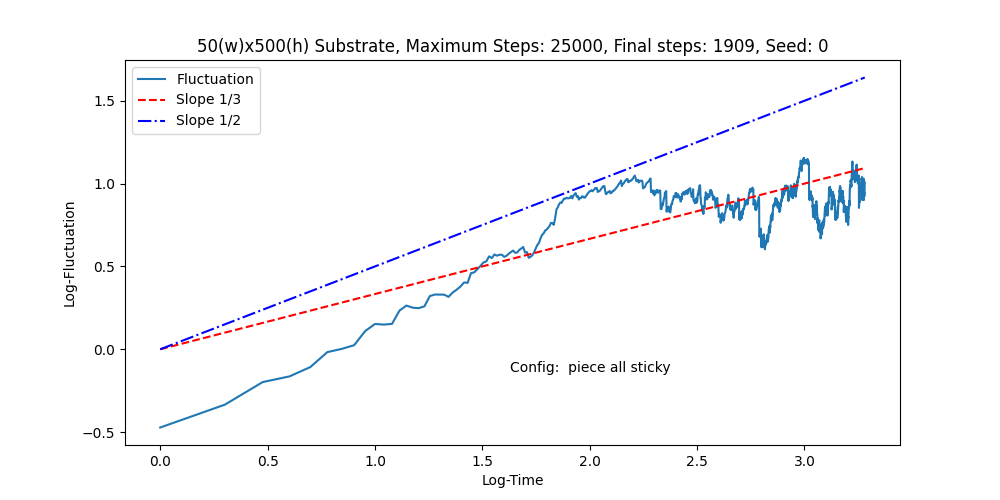 50(w)x500(h) Substrate, Maximum Steps: 25000, Final steps: 1909, Seed: 0
Fluctuation
Slope 1/3
Slope 1/2
1.5
1.0
0.5
0.0
−0.5
Log-Fluctuation
Config:  piece all sticky
0.0 0.5 1.0 1.5 2.0 2.5 3.0
Log-Time